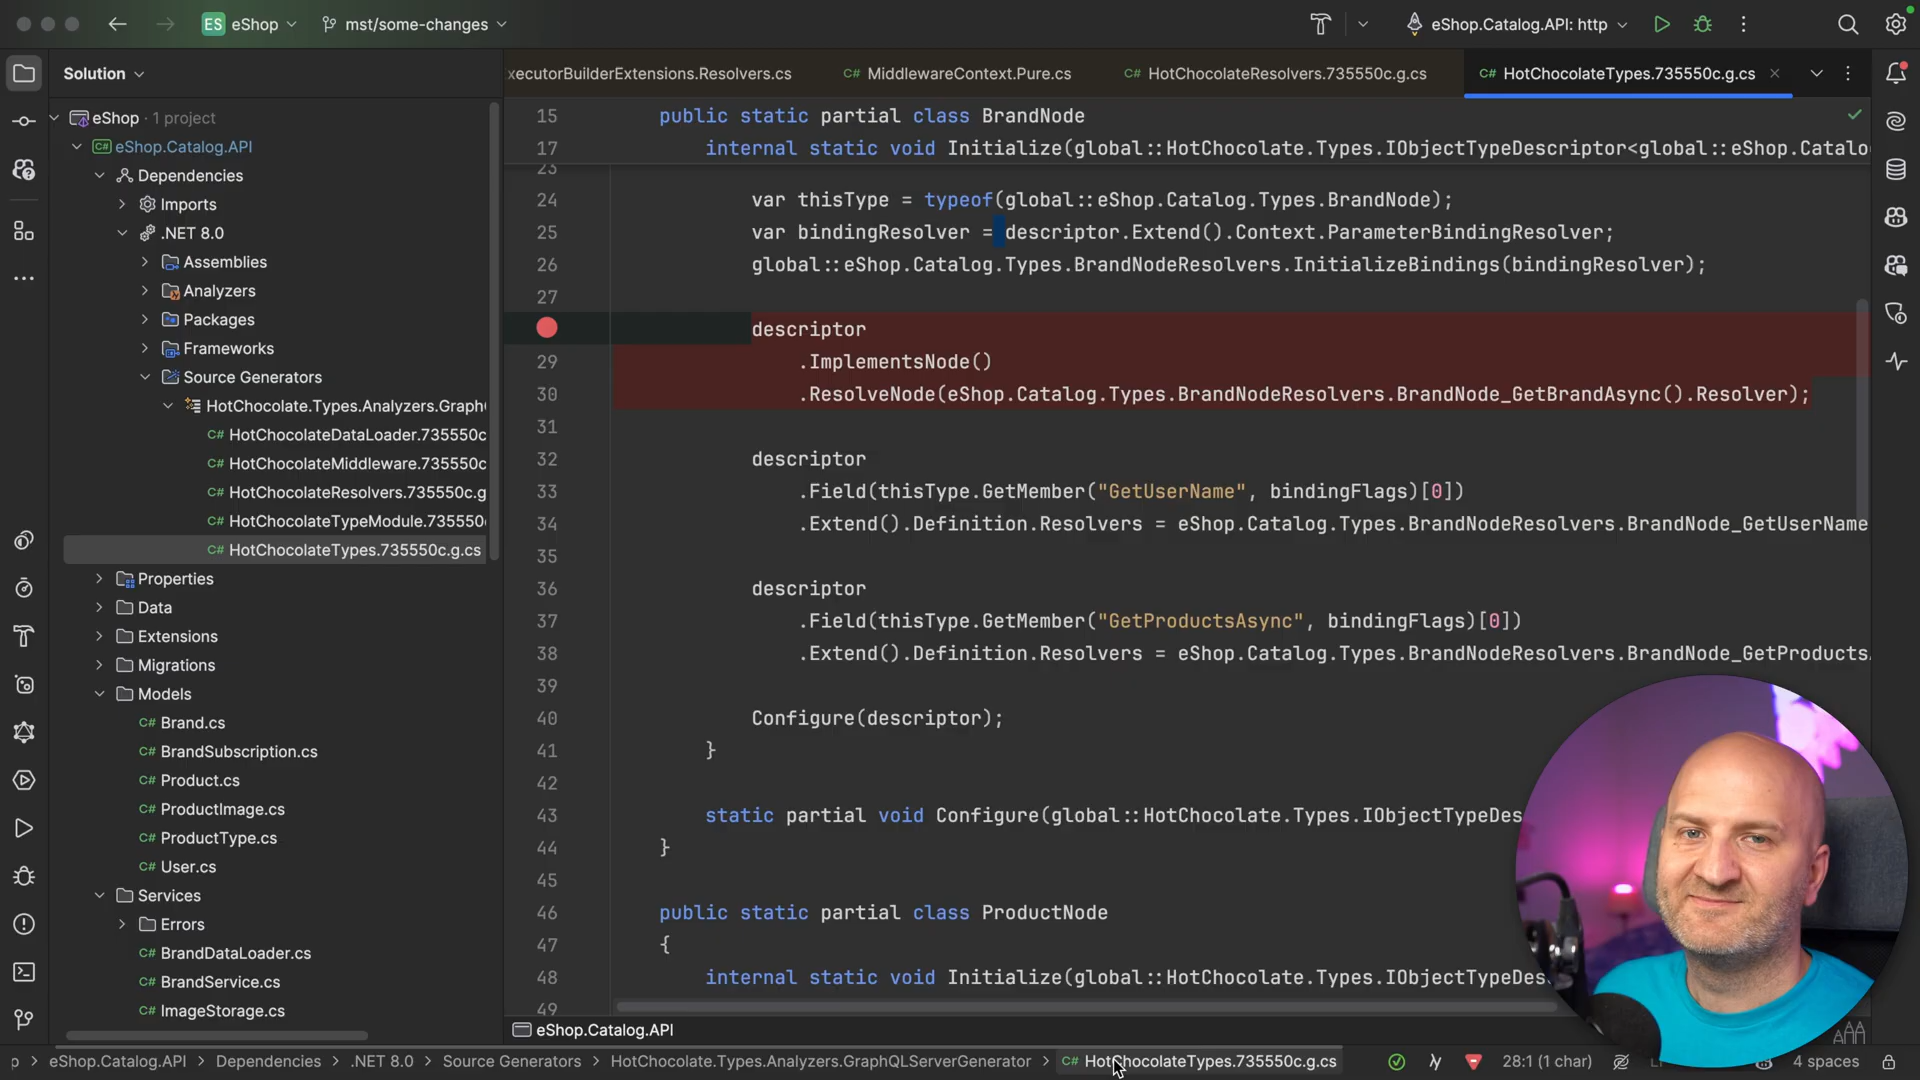 ES eShop
mst/some-changes
eShop.Catalog.API: http
Solution
xecutorBuilderExtensions.Resolvers.cs
C# MiddlewareContext.Pure.cs
C# HotChocolateResolvers.735550c.g.cs
C# HotChocolateTypes.735550c.g.cs
eShop · 1 project
C# eShop.Catalog.API
Dependencies
Imports
.NET 8.0
Assemblies
Analyzers
Packages
Frameworks
Source Generators
HotChocolate.Types.Analyzers.Graph
C# HotChocolateDataLoader.735550c
C# HotChocolateMiddleware.735550c
C# HotChocolateResolvers.735550c.g
C# HotChocolateTypeModule.735550
C# HotChocolateTypes.735550c.g.cs
Properties
Data
Extensions
Migrations
Models
C# Brand.cs
C# BrandSubscription.cs
C# Product.cs
C# ProductImage.cs
C# ProductType.cs
C# User.cs
Services
Errors
C# BrandDataLoader.cs
C# BrandService.cs
C# ImageStorage.cs
15 public static partial class BrandNode
17 internal static void Initialize(global::HotChocolate.Types.IObjectTypeDescriptor<global::eShop.Catalo
23
24 var thisType = typeof(global::eShop.Catalog.Types.BrandNode);
25 var bindingResolver = descriptor.Extend().Context.ParameterBindingResolver;
26 global::eShop.Catalog.Types.BrandNodeResolvers.InitializeBindings(bindingResolver);
27
descriptor
29 .ImplementsNode()
30 .ResolveNode(eShop.Catalog.Types.BrandNodeResolvers.BrandNode_GetBrandAsync().Resolver);
31
32 descriptor
33 .Field(thisType.GetMember("GetUserName", bindingFlags)[0])
34 .Extend().Definition.Resolvers = eShop.Catalog.Types.BrandNodeResolvers.BrandNode_GetUserName
35
36 descriptor
37 .Field(thisType.GetMember("GetProductsAsync", bindingFlags)[0])
38 .Extend().Definition.Resolvers = eShop.Catalog.Types.BrandNodeResolvers.BrandNode_GetProducts
39
40 Configure(descriptor);
41 }
42
43 static partial void Configure(global::HotChocolate.Types.IObjectTypeDes
44 }
45
46 public static partial class ProductNode
47 {
48 internal static void Initialize(global::HotChocolate.Types.IObjectTypeDes
49
eShop.Catalog.API
p > eShop.Catalog.API > Dependencies > .NET 8.0 > Source Generators > HotChocolate.Types.Analyzers.GraphQLServerGenerator > C# HotChocolateTypes.735550c.g.cs
28:1 (1 char)
4 spaces